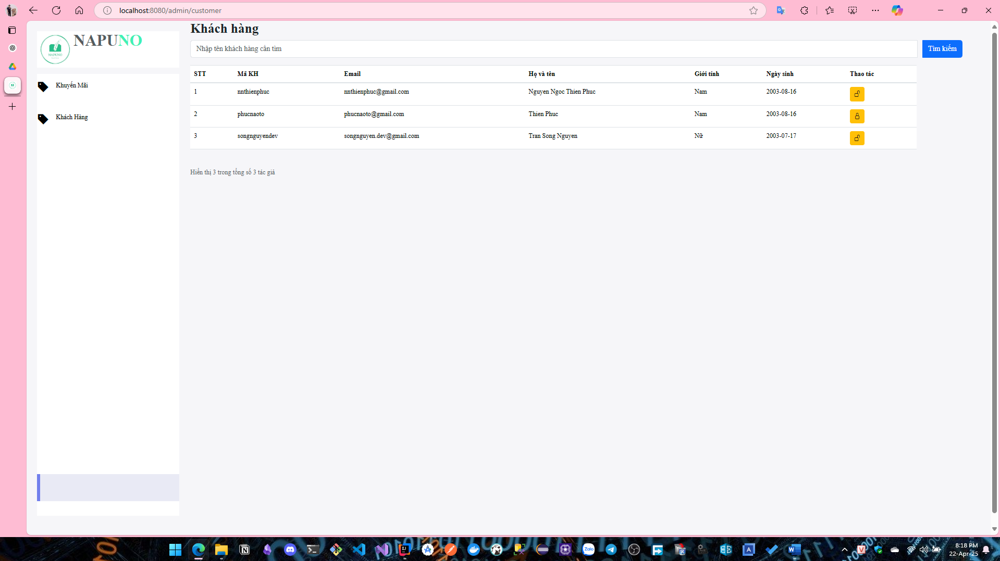 localhost:8080/admin/customer
NAPUNO
NAPUNO
Khuyến Mãi
Khách Hàng
Khách hàng
Nhập tên khách hàng cần tìm
Tìm kiếm
STT Mã KH Email Họ và tên Giới tính Ngày sinh Thao tác
1 nnthienphuc nnthienphuc@gmail.com Nguyen Ngoc Thien Phuc Nam 2003-08-16
2 phucnaoto phucnaoto@gmail.com Thien Phuc Nam 2003-08-16
3 songnguyendev songnguyen.dev@gmail.com Tran Song Nguyen Nữ 2003-07-17
Hiển thị 3 trong tổng số 3 tác giả
Zalo
8:18 PM
22-Apr-25